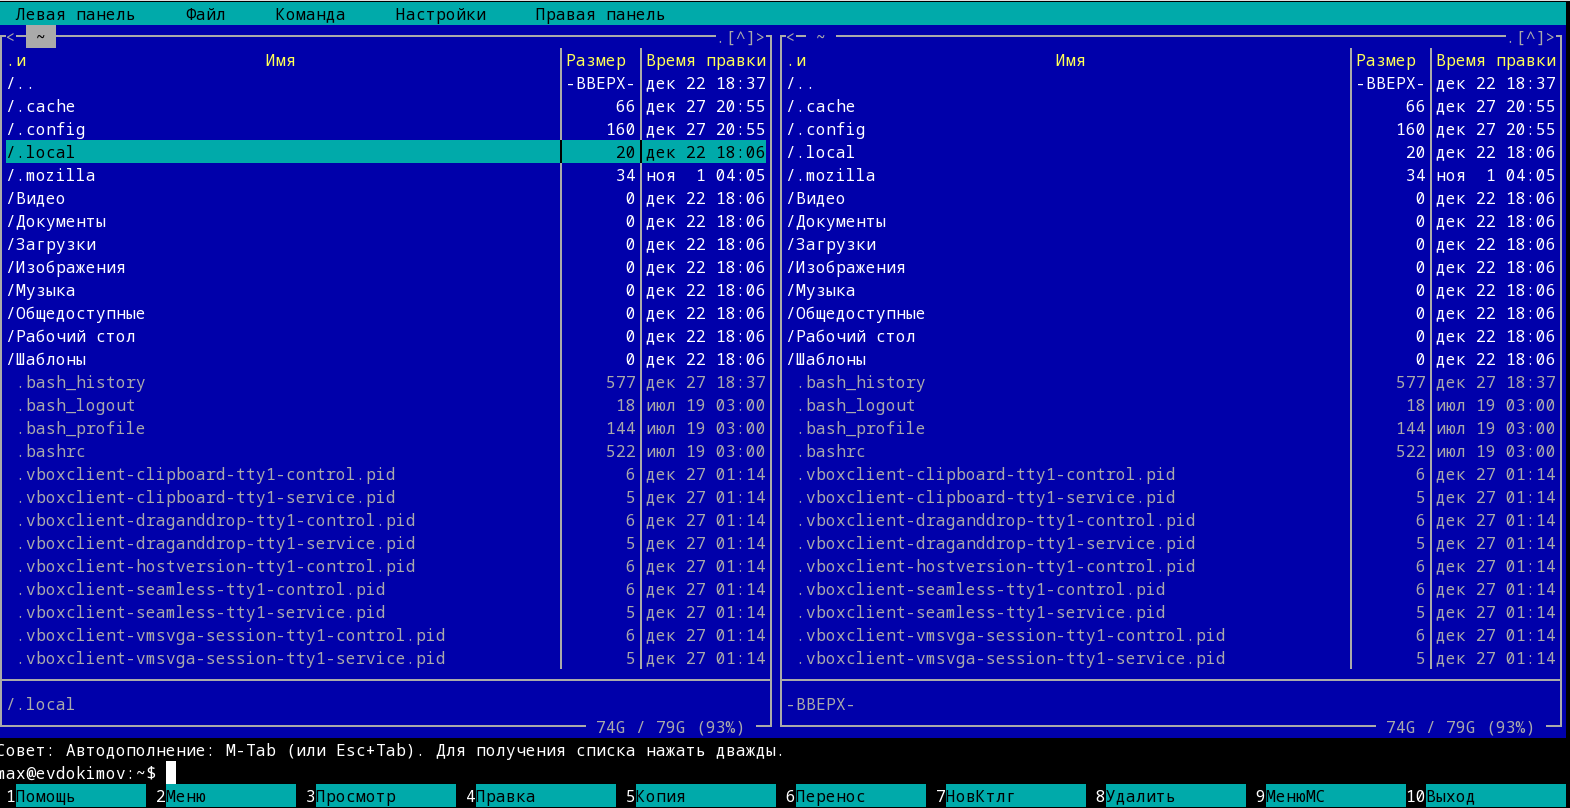 Левая панель Файл Команда Настройки Правая панель
<─ ~ .[^]> <─ ~ .[^]>
.и Имя Размер Время правки .и Имя Размер Время правки
/.. -ВВЕРХ- дек 22 18:37 /.. -ВВЕРХ- дек 22 18:37
/.cache 66 дек 27 20:55 /.cache 66 дек 27 20:55
/.config 160 дек 27 20:55 /.config 160 дек 27 20:55
/.local 20 дек 22 18:06 /.local 20 дек 22 18:06
/.mozilla 34 ноя 1 04:05 /.mozilla 34 ноя 1 04:05
/Видео 0 дек 22 18:06 /Видео 0 дек 22 18:06
/Документы 0 дек 22 18:06 /Документы 0 дек 22 18:06
/Загрузки 0 дек 22 18:06 /Загрузки 0 дек 22 18:06
/Изображения 0 дек 22 18:06 /Изображения 0 дек 22 18:06
/Музыка 0 дек 22 18:06 /Музыка 0 дек 22 18:06
/Общедоступные 0 дек 22 18:06 /Общедоступные 0 дек 22 18:06
/Рабочий стол 0 дек 22 18:06 /Рабочий стол 0 дек 22 18:06
/Шаблоны 0 дек 22 18:06 /Шаблоны 0 дек 22 18:06
.bash_history 577 дек 27 18:37 .bash_history 577 дек 27 18:37
.bash_logout 18 июл 19 03:00 .bash_logout 18 июл 19 03:00
.bash_profile 144 июл 19 03:00 .bash_profile 144 июл 19 03:00
.bashrc 522 июл 19 03:00 .bashrc 522 июл 19 03:00
.vboxclient-clipboard-tty1-control.pid 6 дек 27 01:14 .vboxclient-clipboard-tty1-control.pid 6 дек 27 01:14
.vboxclient-clipboard-tty1-service.pid 5 дек 27 01:14 .vboxclient-clipboard-tty1-service.pid 5 дек 27 01:14
.vboxclient-draganddrop-tty1-control.pid 6 дек 27 01:14 .vboxclient-draganddrop-tty1-control.pid 6 дек 27 01:14
.vboxclient-draganddrop-tty1-service.pid 5 дек 27 01:14 .vboxclient-draganddrop-tty1-service.pid 5 дек 27 01:14
.vboxclient-hostversion-tty1-control.pid 6 дек 27 01:14 .vboxclient-hostversion-tty1-control.pid 6 дек 27 01:14
.vboxclient-seamless-tty1-control.pid 6 дек 27 01:14 .vboxclient-seamless-tty1-control.pid 6 дек 27 01:14
.vboxclient-seamless-tty1-service.pid 5 дек 27 01:14 .vboxclient-seamless-tty1-service.pid 5 дек 27 01:14
.vboxclient-vmsvga-session-tty1-control.pid 6 дек 27 01:14 .vboxclient-vmsvga-session-tty1-control.pid 6 дек 27 01:14
.vboxclient-vmsvga-session-tty1-service.pid 5 дек 27 01:14 .vboxclient-vmsvga-session-tty1-service.pid 5 дек 27 01:14
/.local -ВВЕРХ-
74G / 79G (93%) 74G / 79G (93%)
Совет: Автодополнение: M-Tab (или Esc+Tab). Для получения списка нажать дважды.
max@evdokimov:~$
1Помощь 2Меню 3Просмотр 4Правка 5Копия 6Перенос 7НовКтлг 8Удалить 9МенюMC 10Выход